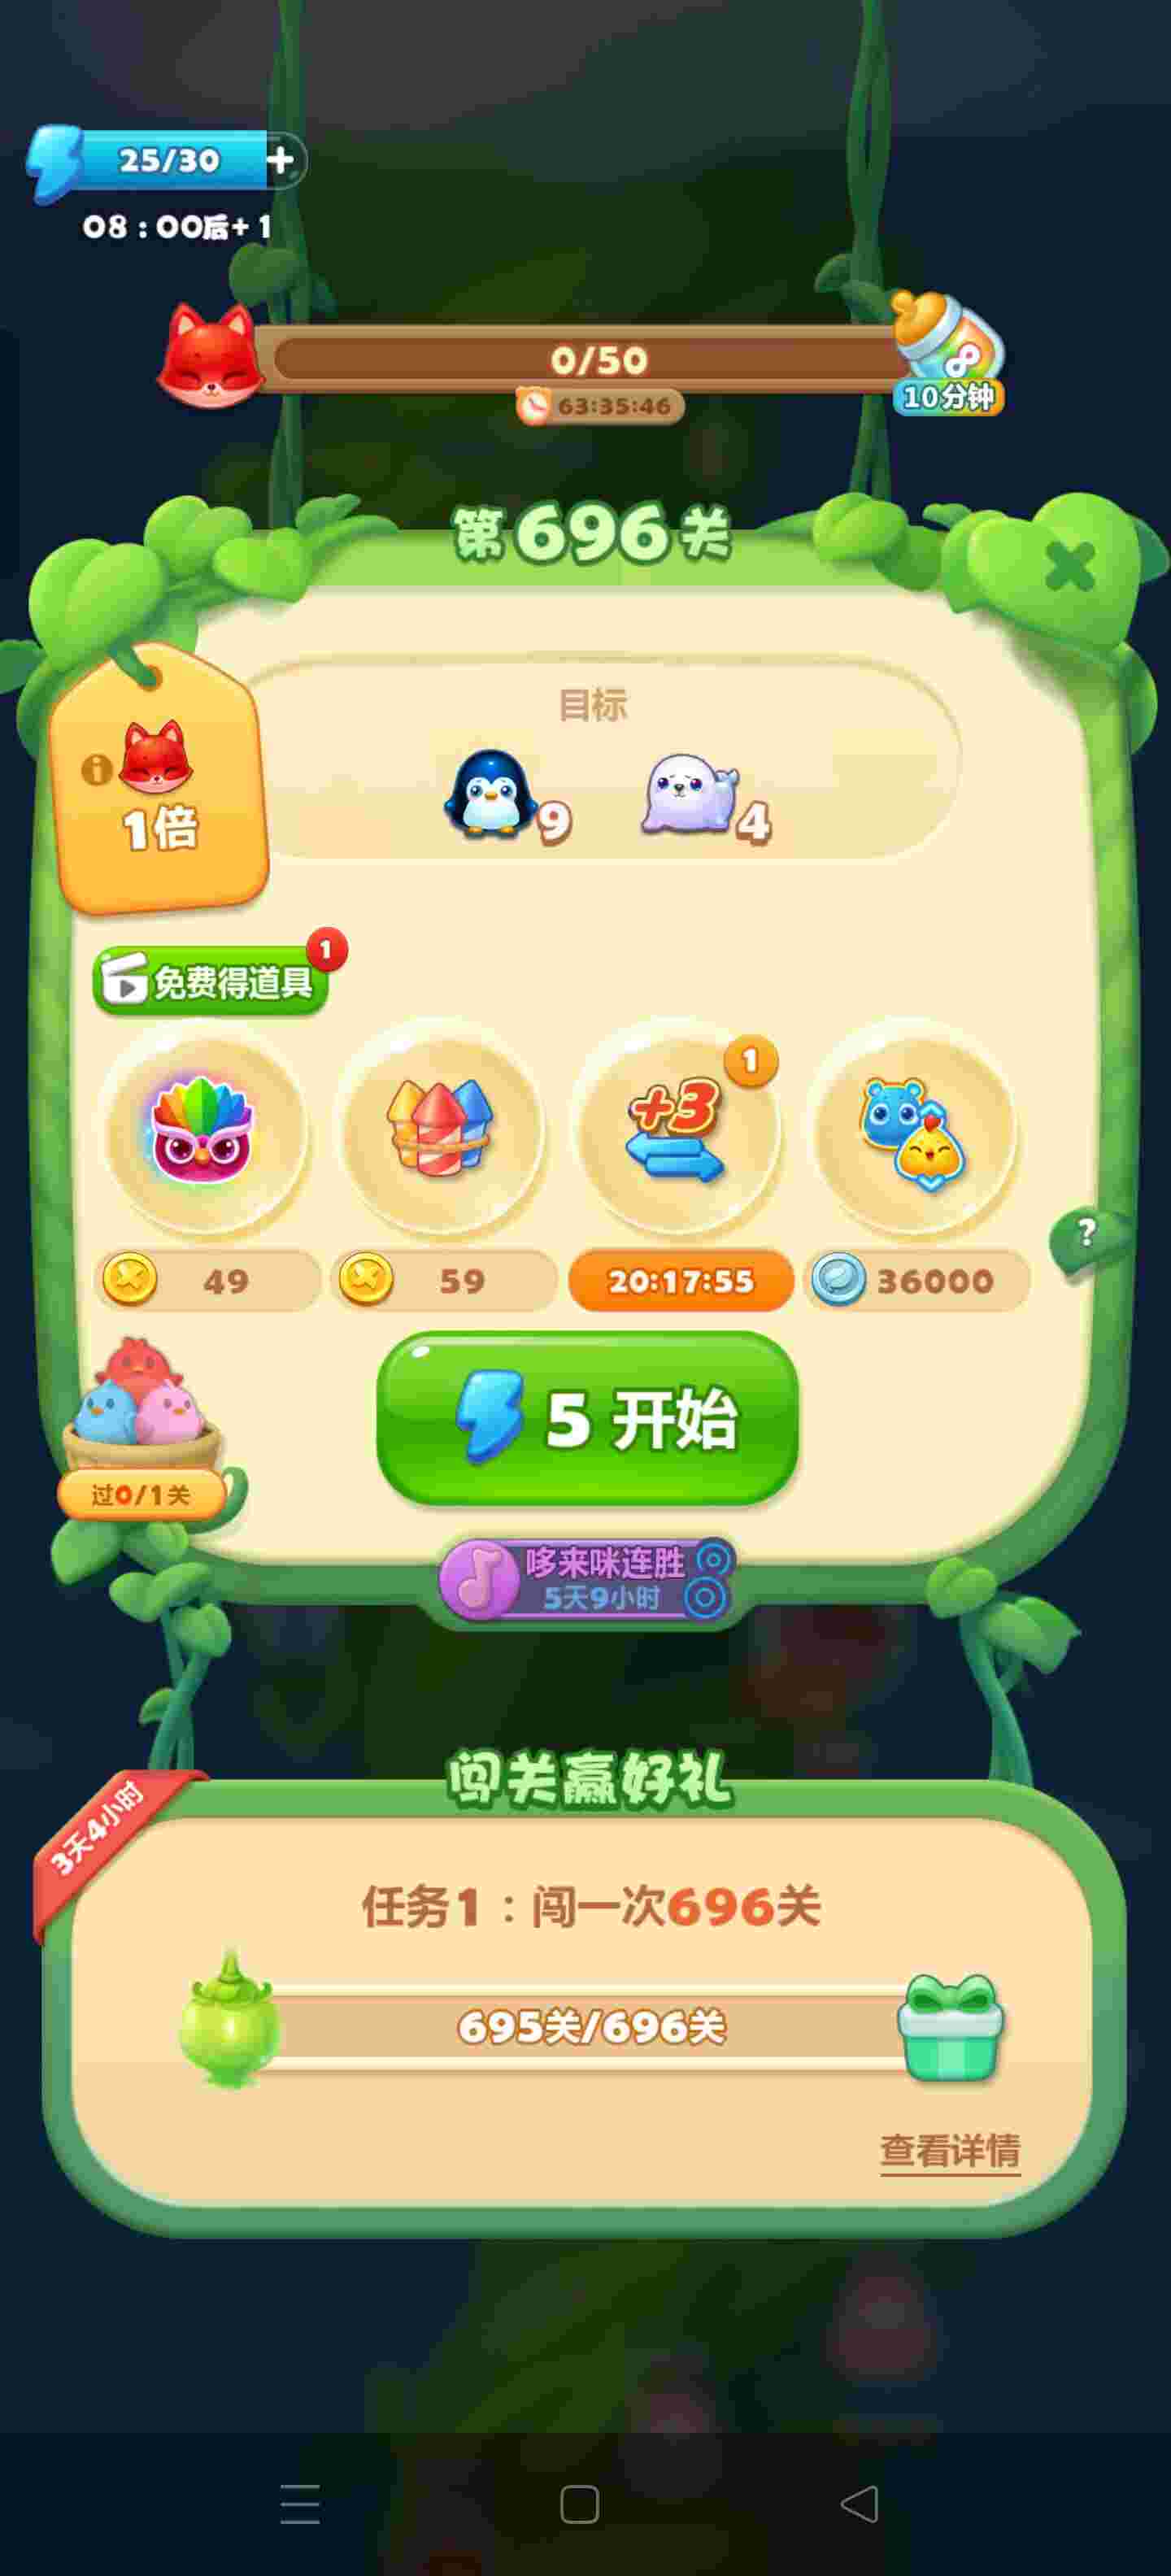 25/30
08:00后+1
0/50
10分钟
63:35:46
第696关
目标
9
4
1倍
免费得道具
1
+3
1
49
59
20:17:55
36000
?
5 开始
过0/1关
哆来咪连胜
5天9小时
闯关赢好礼
3天4小时
任务1：闯一次696关
695关/696关
查看详情